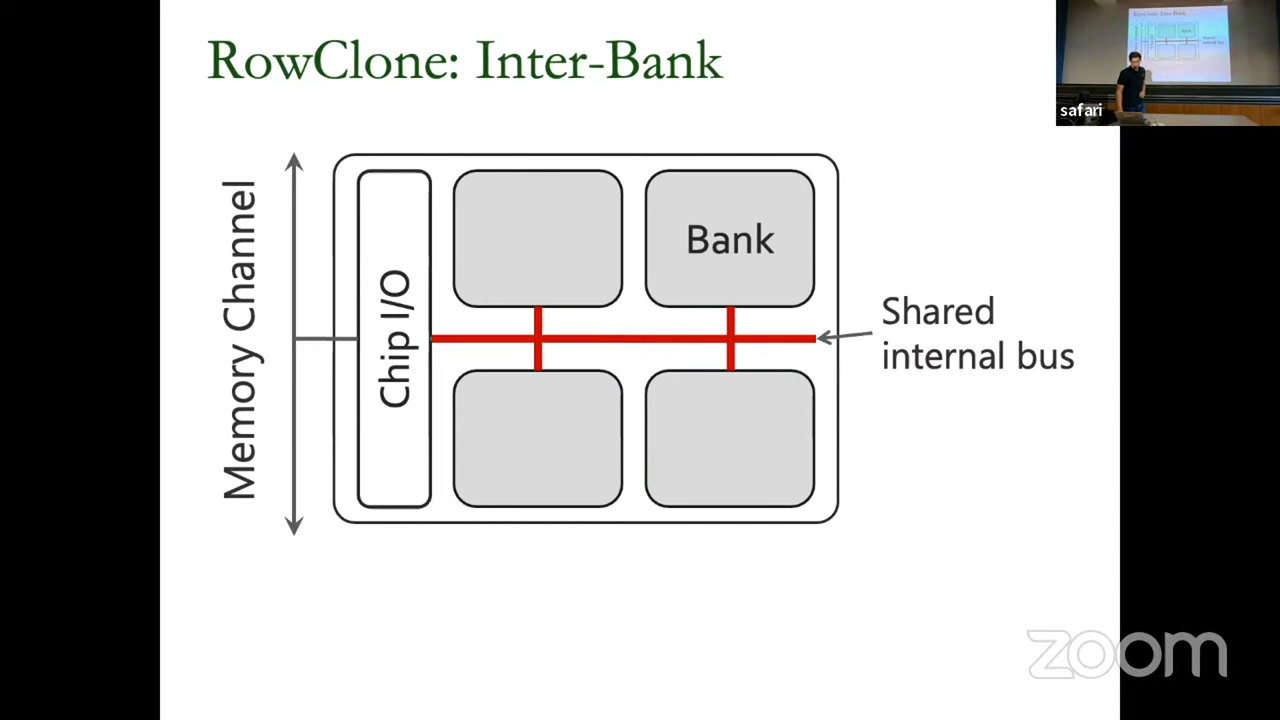 RowClone: Inter-Bank
safari
Memory Channel
Chip I/O
Bank
Shared
internal bus
zoom